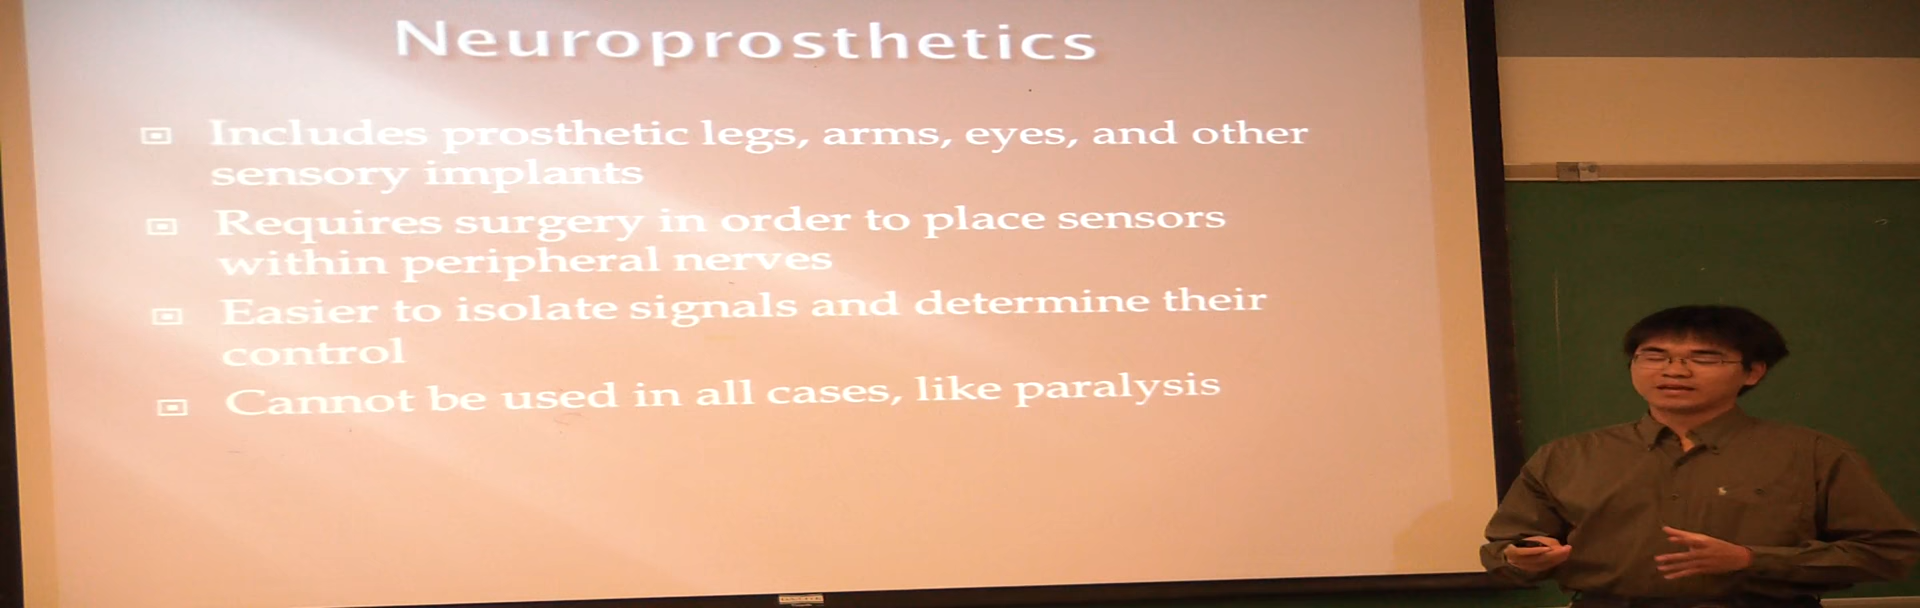 Neuroprosthetics
Includes prosthetic legs, arms, eyes, and other
sensory implants
Requires surgery in order to place sensors
within peripheral nerves
Easier to isolate signals and determine their
control
Cannot be used in all cases, like paralysis